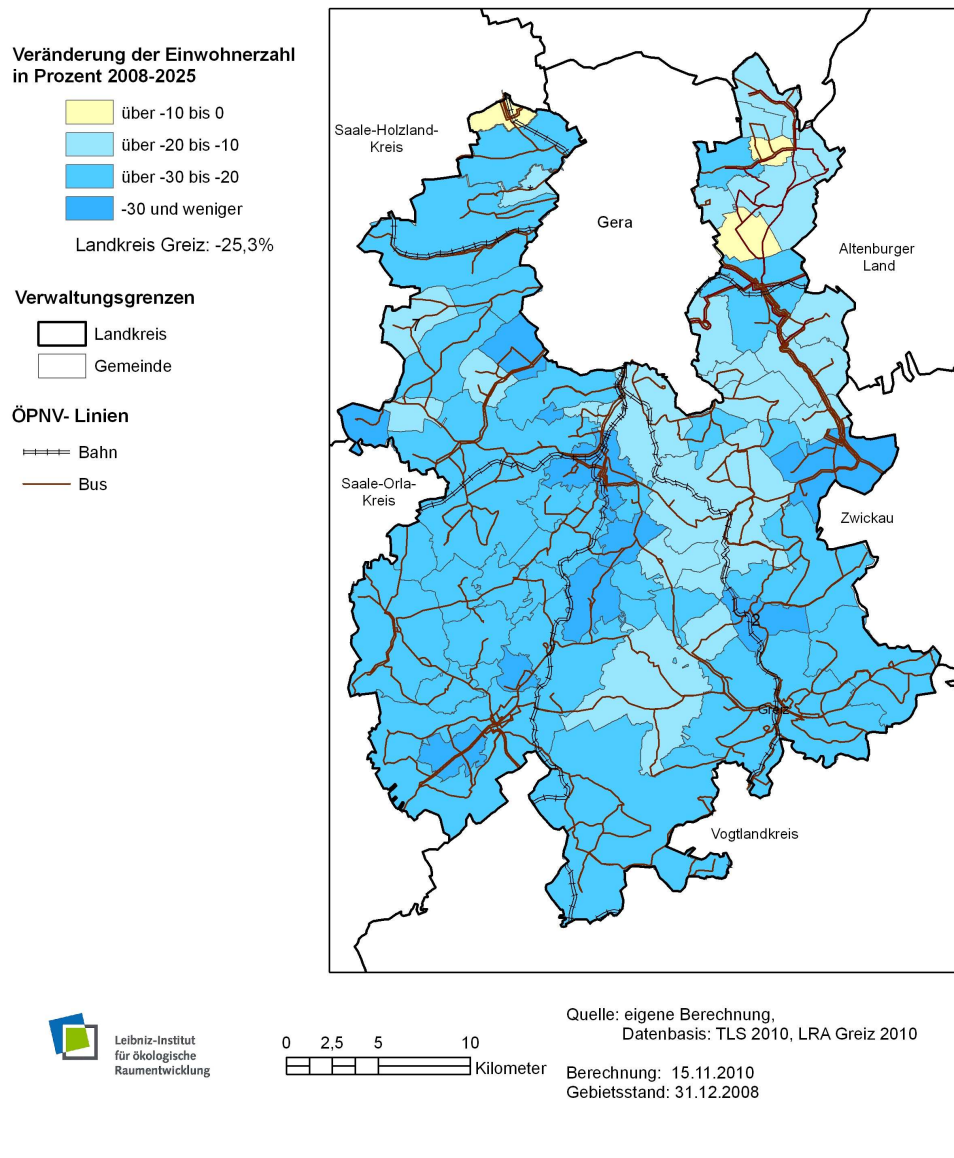 Veränderung der Einwohnerzahl
in Prozent 2008-2025
über -10 bis 0
über -20 bis -10
über -30 bis -20
-30 und weniger
Landkreis Greiz: -25,3%
Verwaltungsgrenzen
Landkreis
Gemeinde
ÖPNV- Linien
Bahn
Bus
Saale-Holzland-
Kreis
Gera
Altenburger
Land
Saale-Orla-
Kreis
Zwickau
2
Greiz
Vogtlandkreis
Leibniz-Institut
für ökologische
Raumentwicklung
0 2,5 5 10
Kilometer
Quelle: eigene Berechnung,
Datenbasis: TLS 2010, LRA Greiz 2010
Berechnung: 15.11.2010
Gebietsstand: 31.12.2008